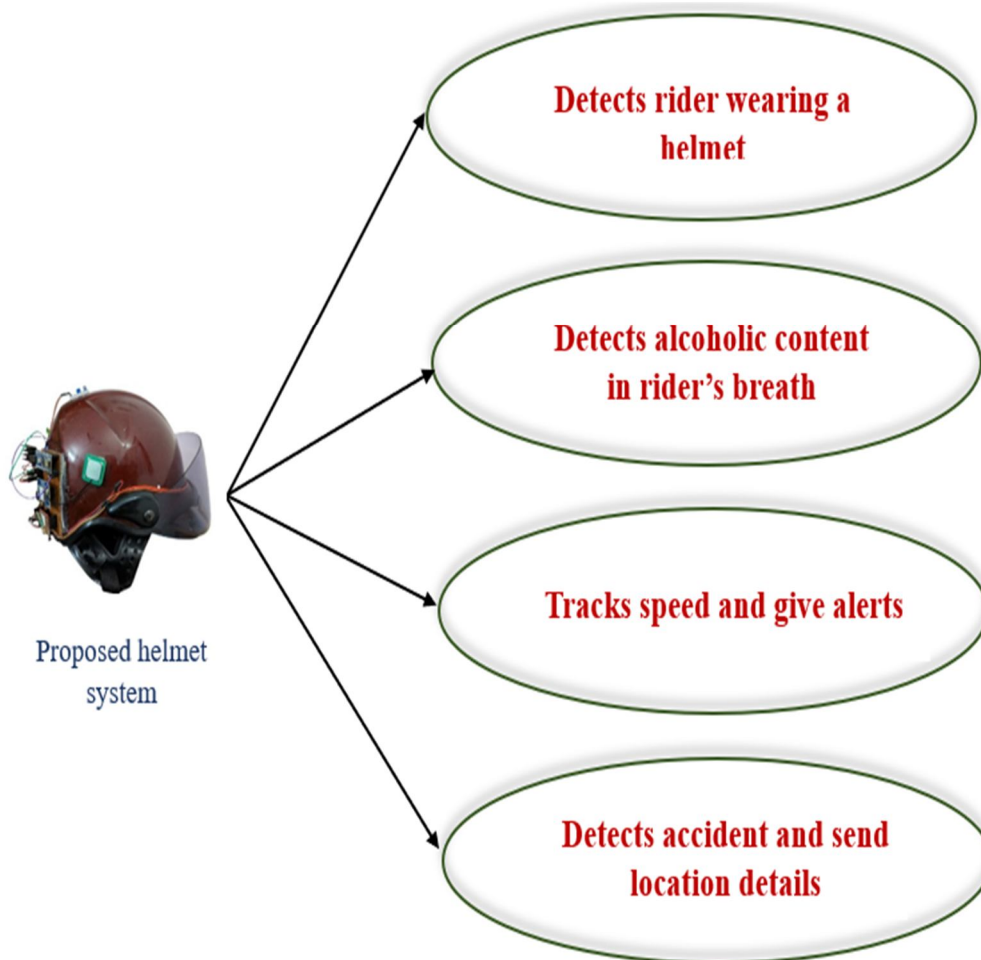 Detects rider wearing a
helmet
Detects alcoholic content
in rider’s breath
Tracks speed and give alerts
Proposed helmet
system
Detects accident and send
location details